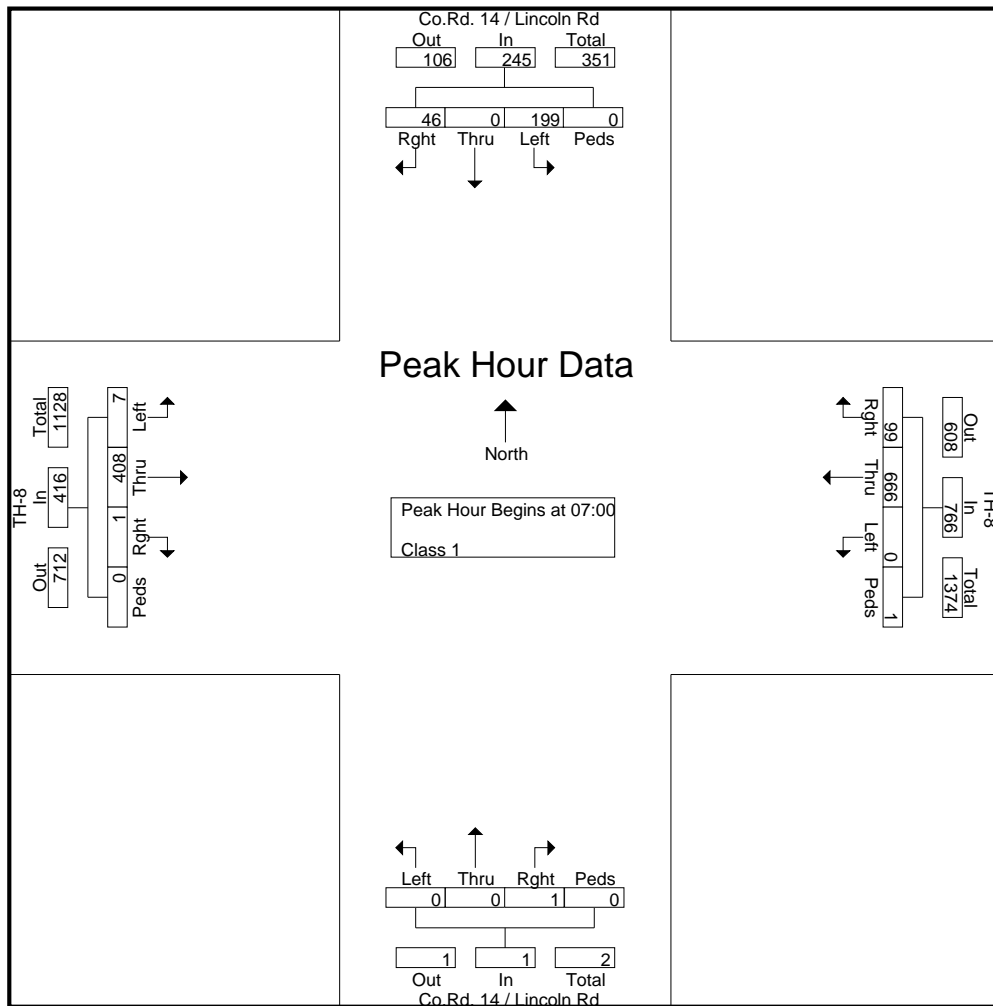 Co.Rd. 14 / Lincoln Rd
Out In Total
106 245 351
46 0 199 0
Rght Thru Left Peds
Peak Hour Data
North
Peak Hour Begins at 07:00
Class 1
TH-8
Total In Out
1128 416 712
7 408 1 0
Left Thru Rght Peds
TH-8
Out In Total
608 766 1374
99 666 0 1
Rght Thru Left Peds
Left Thru Rght Peds
0 0 1 0
1 1 2
Out In Total
Co.Rd. 14 / Lincoln Rd